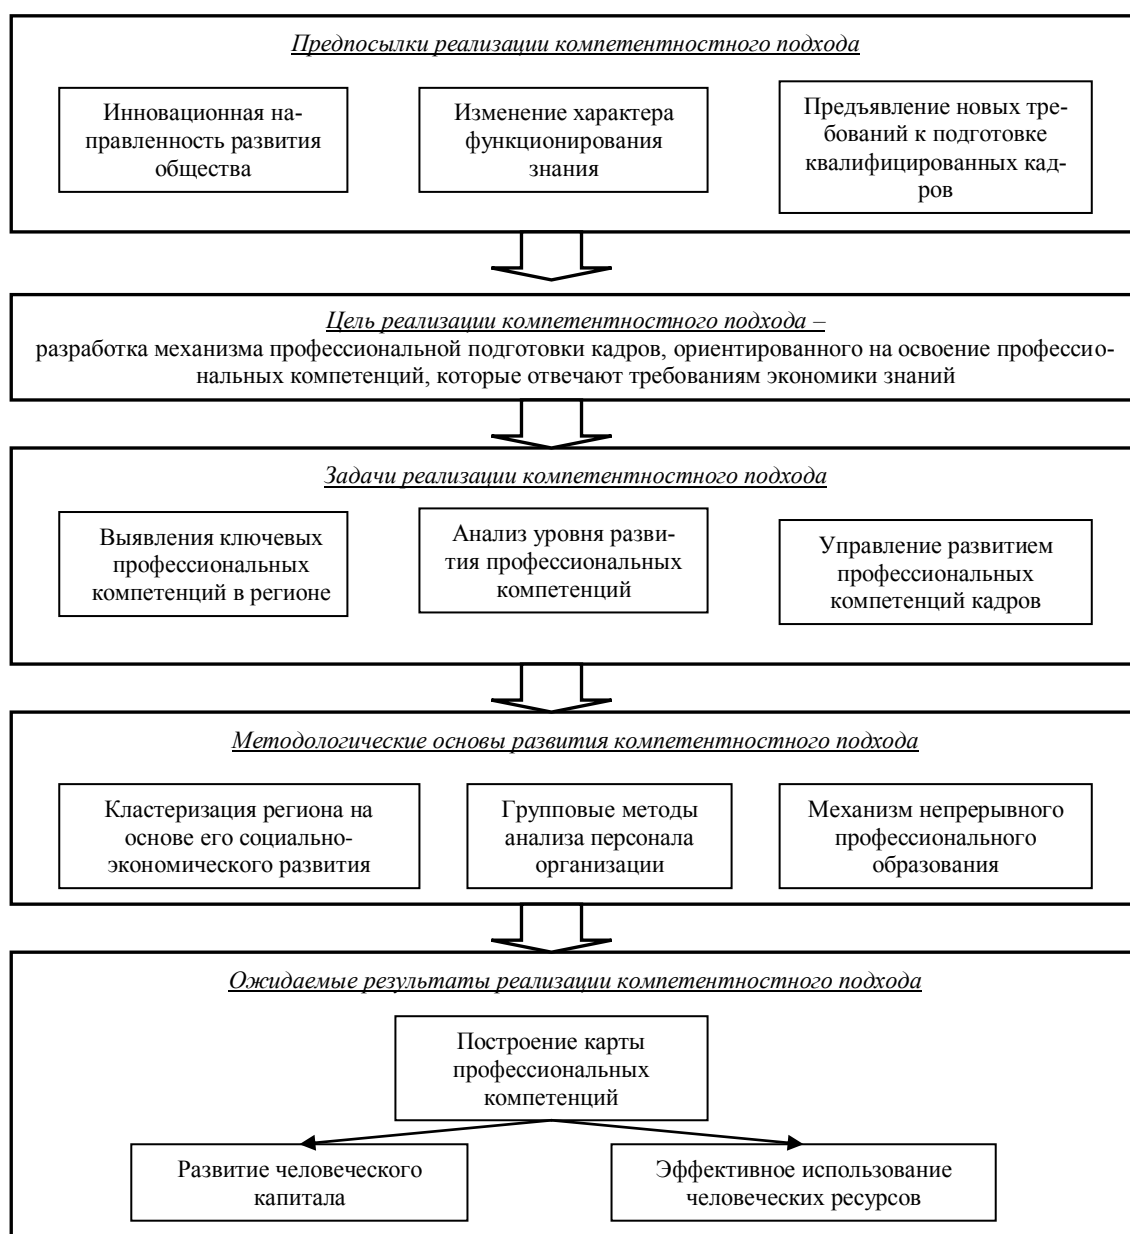 Предпосылки реализации компетентностного подхода
Инновационная на-
правленность развития
общества
Изменение характера
функционирования
знания
Предъявление новых тре-
бований к подготовке
квалифицированных кад-
ров
Цель реализации компетентностного подхода –
разработка механизма профессиональной подготовки кадров, ориентированного на освоение профессио-
нальных компетенций, которые отвечают требованиям экономики знаний
Задачи реализации компетентностного подхода
Выявления ключевых
профессиональных
компетенций в регионе
Анализ уровня разви-
тия профессиональных
компетенций
Управление развитием
профессиональных
компетенций кадров
Методологические основы развития компетентностного подхода
Кластеризация региона на
основе его социально-
экономического развития
Групповые методы
анализа персонала
организации
Механизм непрерывного
профессионального
образования
Ожидаемые результаты реализации компетентностного подхода
Построение карты
профессиональных
компетенций
Развитие человеческого
капитала
Эффективное использование
человеческих ресурсов